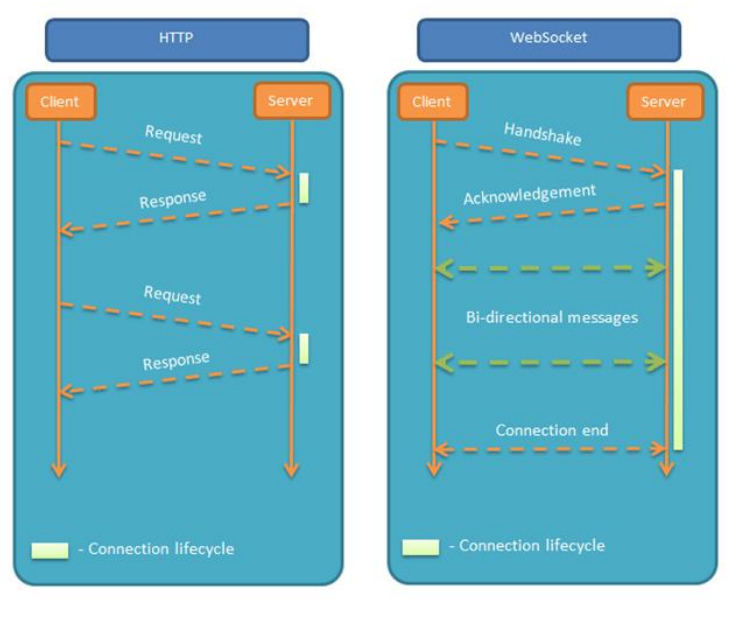 HTTP
Client
Server
Request
Response
Request
Response
- Connection lifecycle
WebSocket
Client
Server
Handshake
Acknowledgement
Bi-directional messages
Connection end
- Connection lifecycle